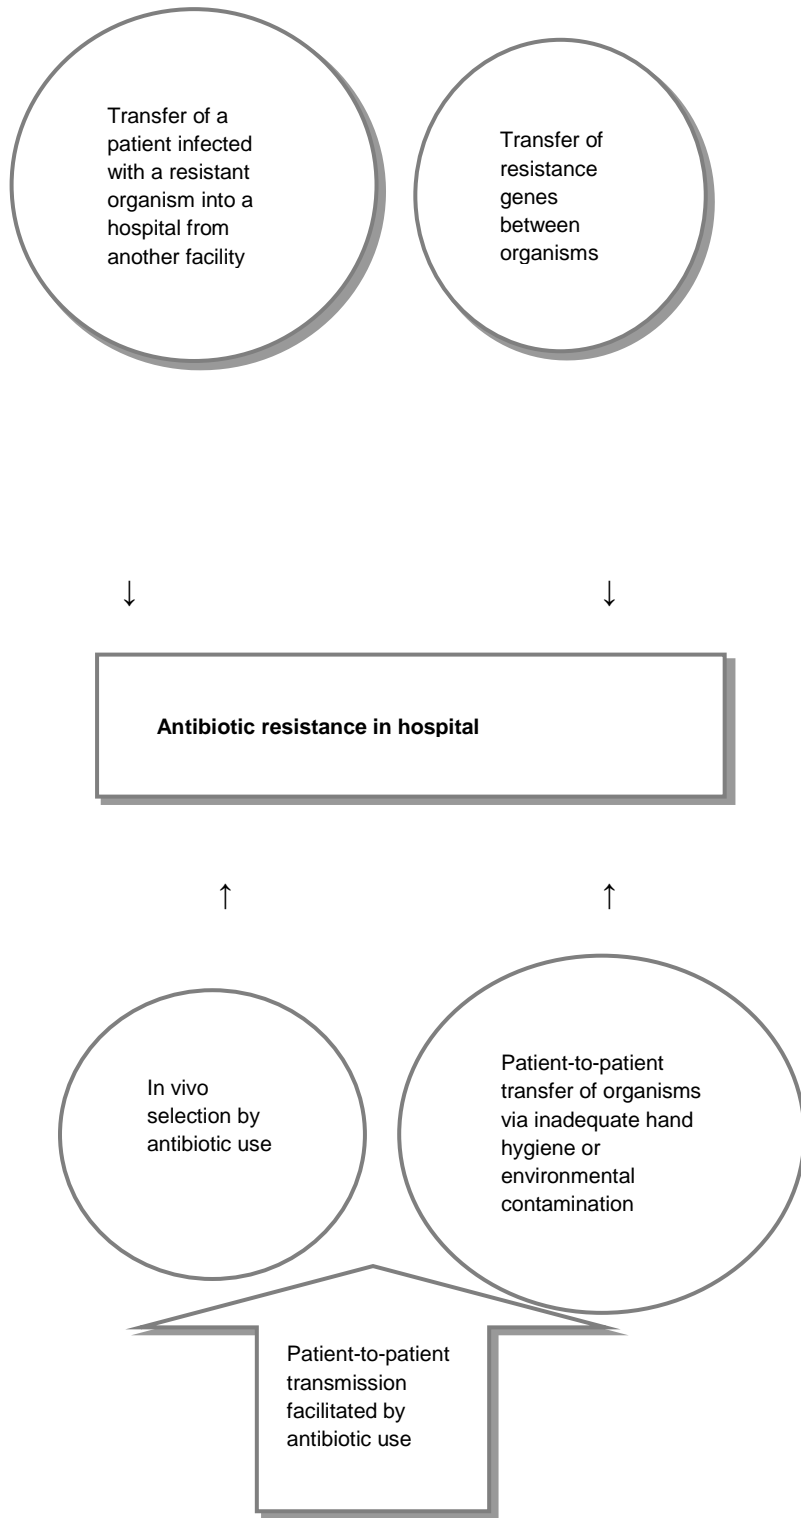 Transfer of a
patient infected
with a resistant
organism into a
hospital from
another facility
Transfer of
resistance
genes
between
organisms
↓
↓
Antibiotic resistance in hospital
↑
↑
In vivo
selection by
antibiotic use
Patient-to-patient
transfer of organisms
via inadequate hand
hygiene or
environmental
contamination
Patient-to-patient
transmission
facilitated by
antibiotic use